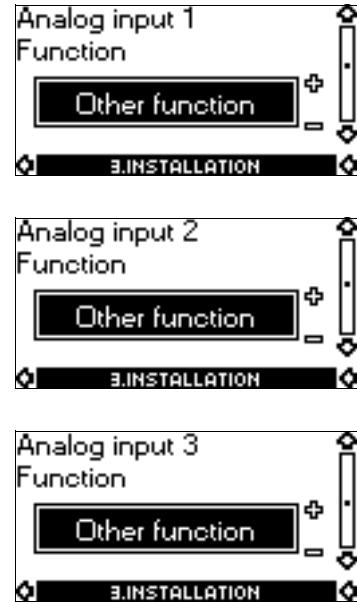 Analog input 1
Function
Other function
3.INSTALLATION
Analog input 2
Function
Other function
3.INSTALLATION
Analog input 3
Function
Other function
3.INSTALLATION